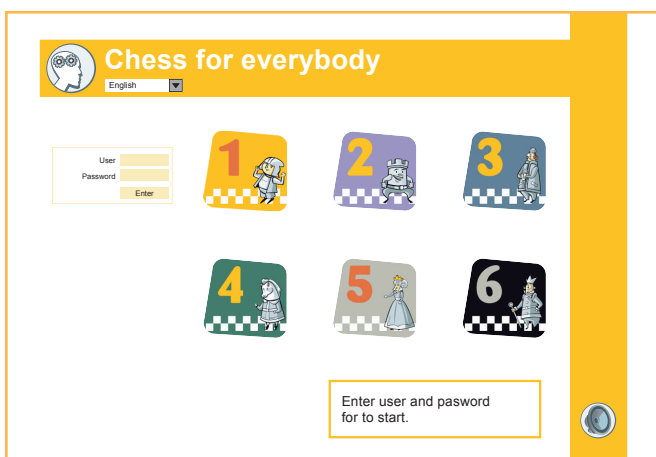 Chess for everybody
English
User
Password
Enter
1 2 3
4 5 6
Enter user and pasword
for to start.